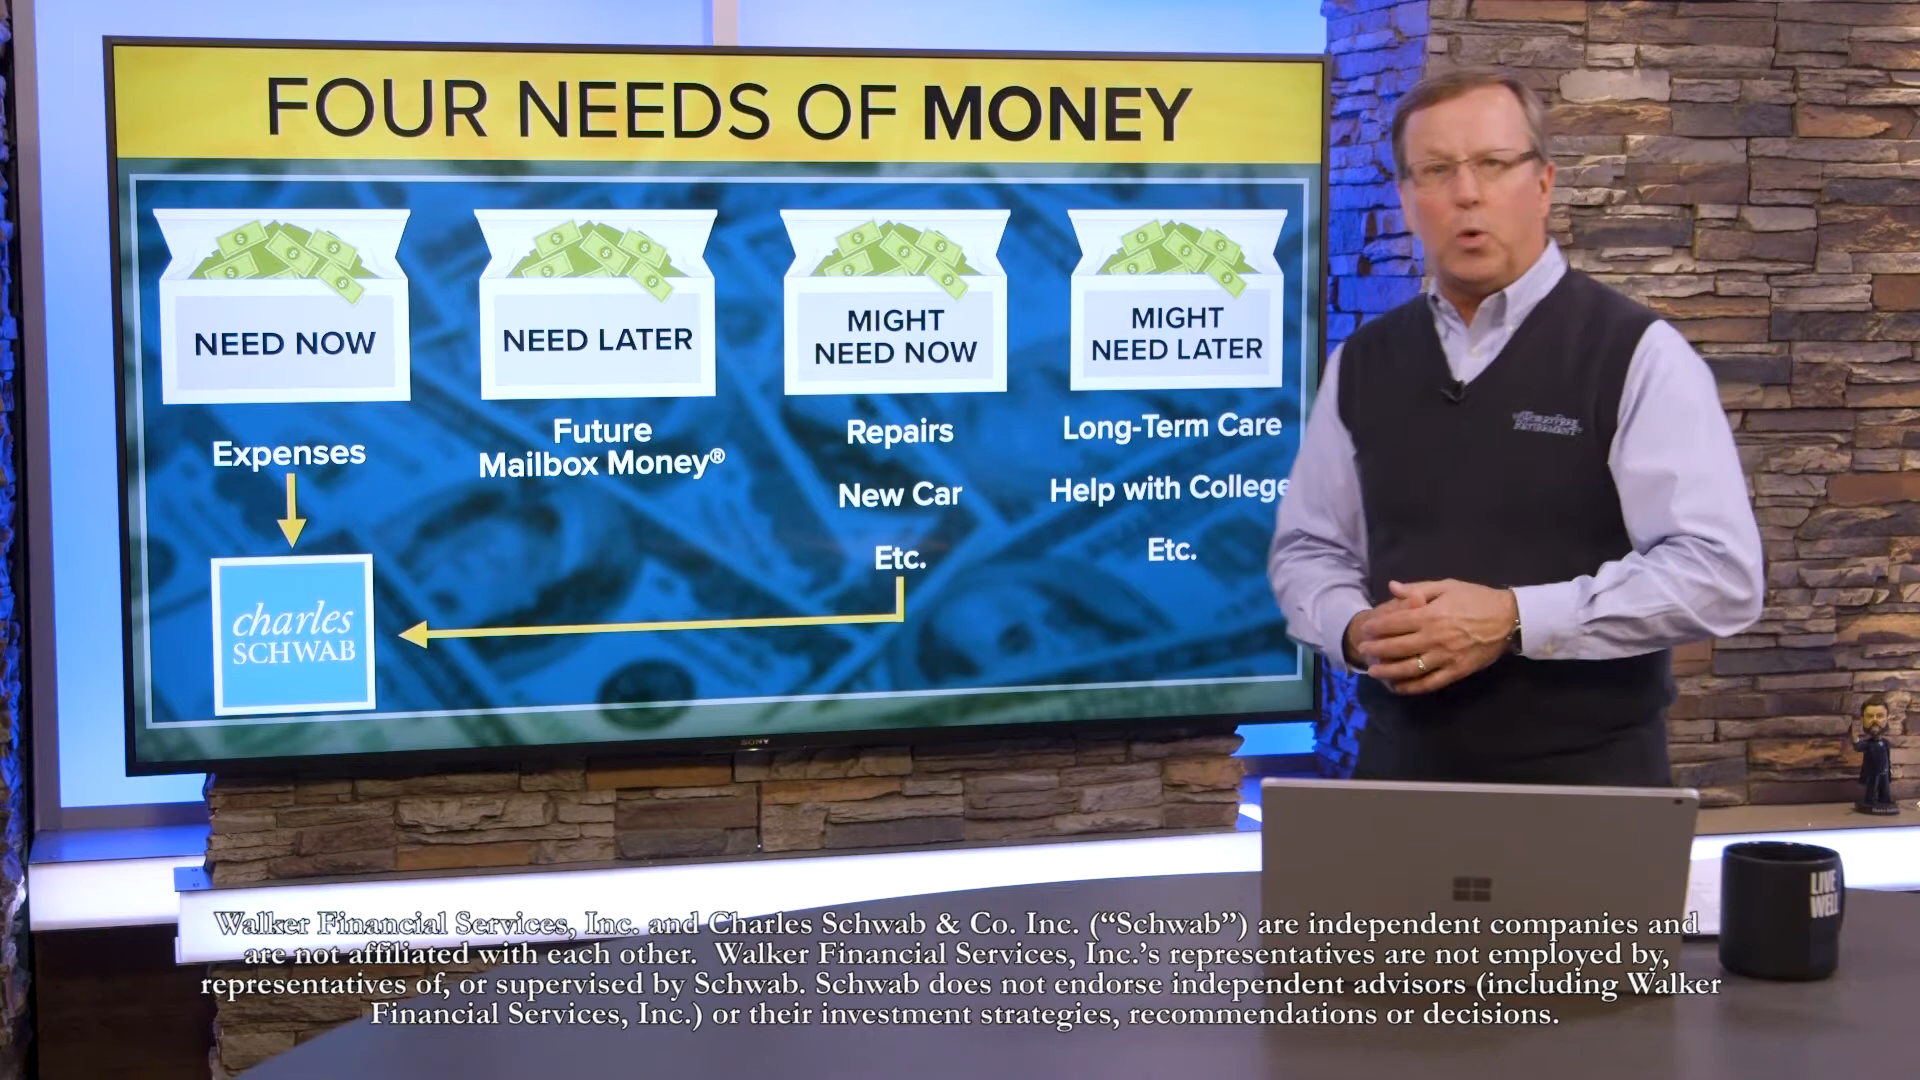 FOUR NEEDS OF MONEY
NEED NOW
NEED LATER
MIGHT
NEED NOW
MIGHT
NEED LATER
Expenses
Future
Mailbox Money®
Repairs
New Car
Etc.
Long-Term Care
Help with College
Etc.
charles
SCHWAB
SONY
LIVE
WELL
Walker Financial Services, Inc. and Charles Schwab & Co. Inc. (“Schwab”) are independent companies and
are not affiliated with each other. Walker Financial Services, Inc.’s representatives are not employed by,
representatives of, or supervised by Schwab. Schwab does not endorse independent advisors (including Walker
Financial Services, Inc.) or their investment strategies, recommendations or decisions.